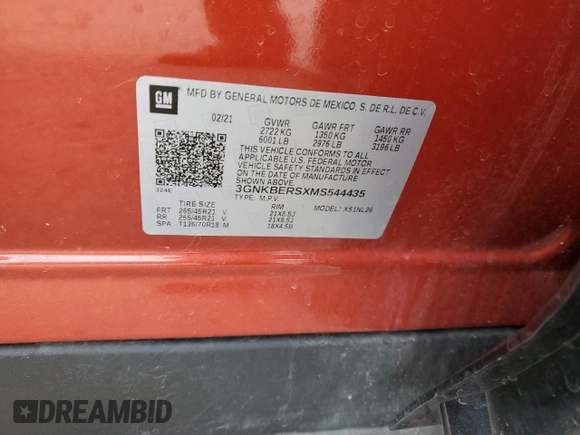 GM
MFD BY GENERAL MOTORS DE MEXICO, S. DE R.L. DE C.V.
02/21 GVWR GAWR FRT GAWR RR
2722 KG 1350 KG 1450 KG
6001 LB 2976 LB 3196 LB
THIS VEHICLE CONFORMS TO ALL
APPLICABLE U.S. FEDERAL MOTOR
VEHICLE SAFETY STANDARDS IN EFFECT
ON THE DATE OF MANUFACTURE
3GNKBERSXMS544435
TYPE: M.P.V. MODEL: XS1NL26
324E
TIRE SIZE RIM
FRT 265/45R21 V 21X8.5J
RR 265/45R21 V 21X8.5J
SPA T135/70R18 M 18X4.5B
DREAMBID